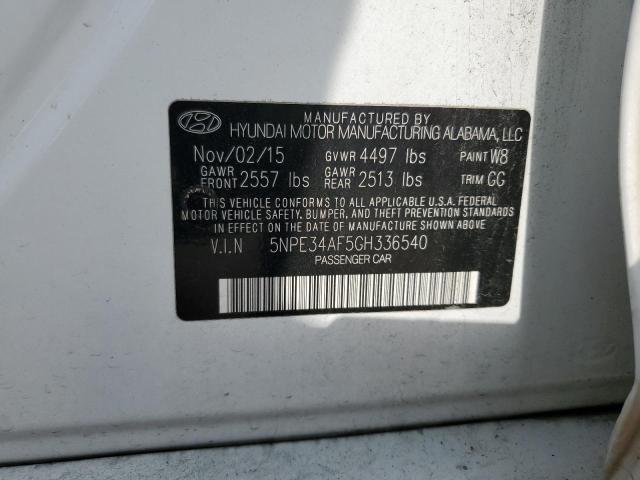 MANUFACTURED BY
HYUNDAI MOTOR MANUFACTURING ALABAMA, LLC
Nov/02/15 GVWR 4497 lbs PAINT W8
GAWR FRONT 2557 lbs GAWR REAR 2513 lbs TRIM GG
THIS VEHICLE CONFORMS TO ALL APPLICABLE U.S.A. FEDERAL
MOTOR VEHICLE SAFETY, BUMPER, AND THEFT PREVENTION STANDARDS
IN EFFECT ON THE DATE OF MANUFACTURE SHOWN ABOVE.
V.I.N 5NPE34AF5GH336540
PASSENGER CAR